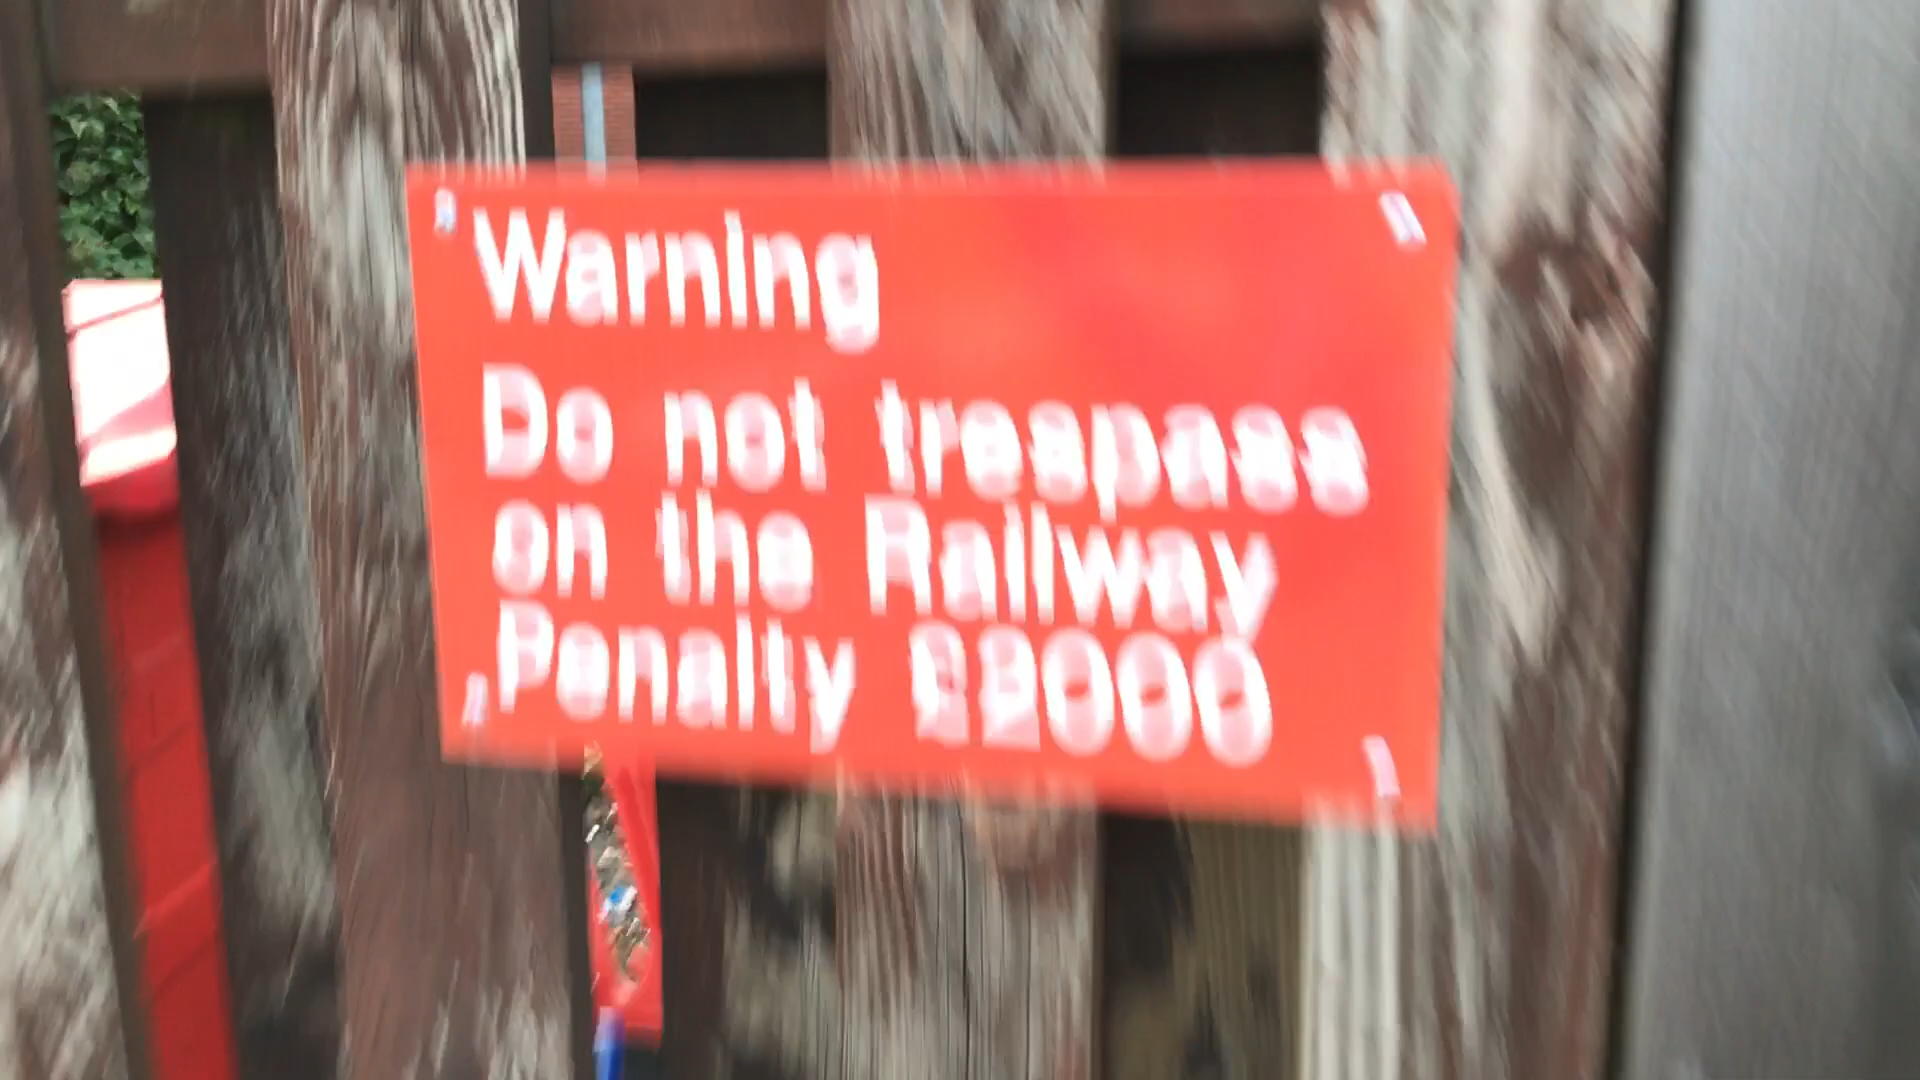 Warning
Do not trespass
on the Railway
Penalty £2000